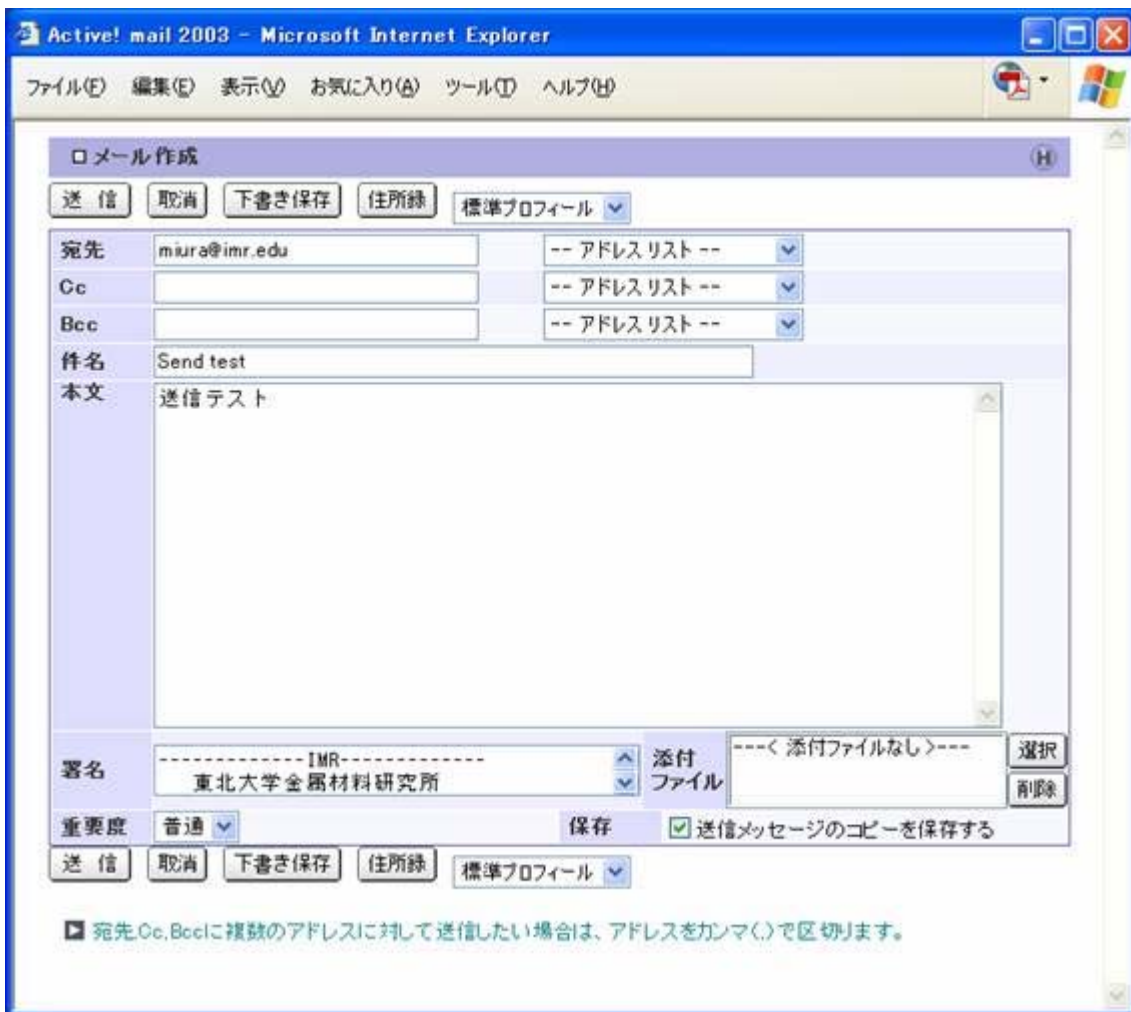 Active! mail 2003 - Microsoft Internet Explorer
ファイル(F) 編集(E) 表示(V) お気に入り(A) ツール(T) ヘルプ(H)
メール作成 H
送 信 取消 下書き保存 住所録 標準プロフィール
宛先 miura@imr.edu -- アドレスリスト --
Cc -- アドレスリスト --
Bcc -- アドレスリスト --
件名 Send test
本文 送信テスト
署名 -------------IMR-------------
東北大学金属材料研究所
添付
ファイル
---< 添付ファイルなし >---
選択
削除
重要度 普通 保存 送信メッセージのコピーを保存する
送 信 取消 下書き保存 住所録 標準プロフィール
宛先,Cc,Bccに複数のアドレスに対して送信したい場合は、アドレスをカンマ(,)で区切ります。